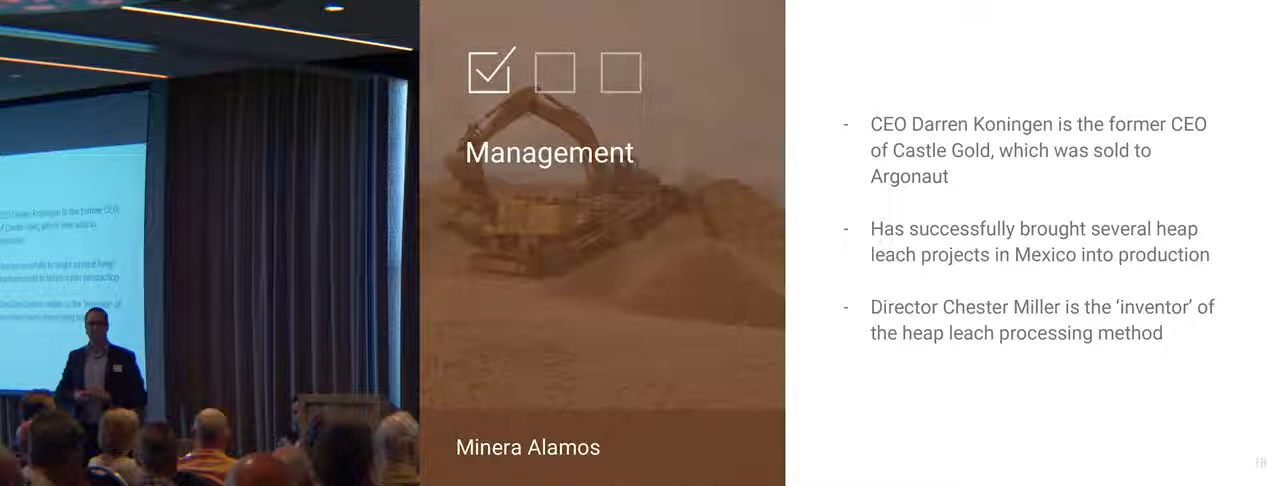 Management
Minera Alamos
- CEO Darren Koningen is the former CEO
of Castle Gold, which was sold to
Argonaut
- Has successfully brought several heap
leach projects in Mexico into production
- Director Chester Miller is the ‘inventor’ of
the heap leach processing method